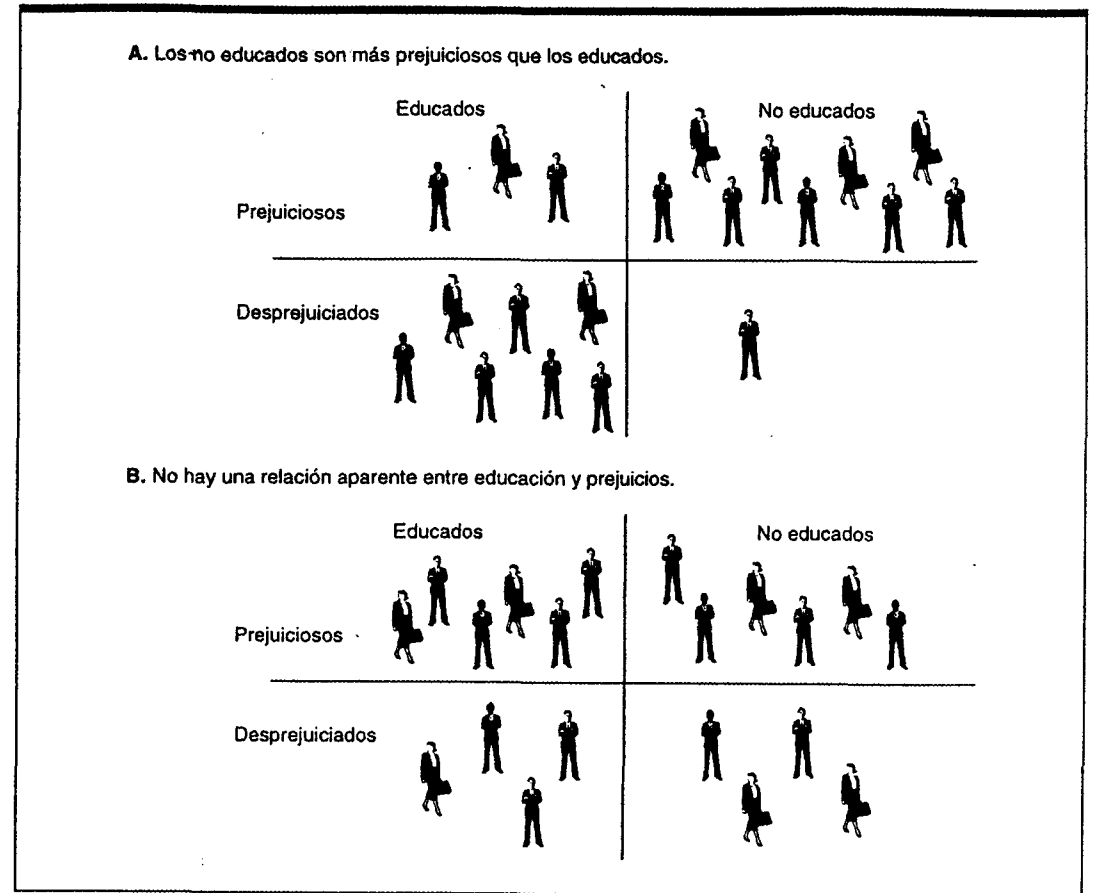 A. Los no educados son más prejuiciosos que los educados.
Educados
No educados
Prejuiciosos
Desprejuiciados
B. No hay una relación aparente entre educación y prejuicios.
Educados
No educados
Prejuiciosos
Desprejuiciados